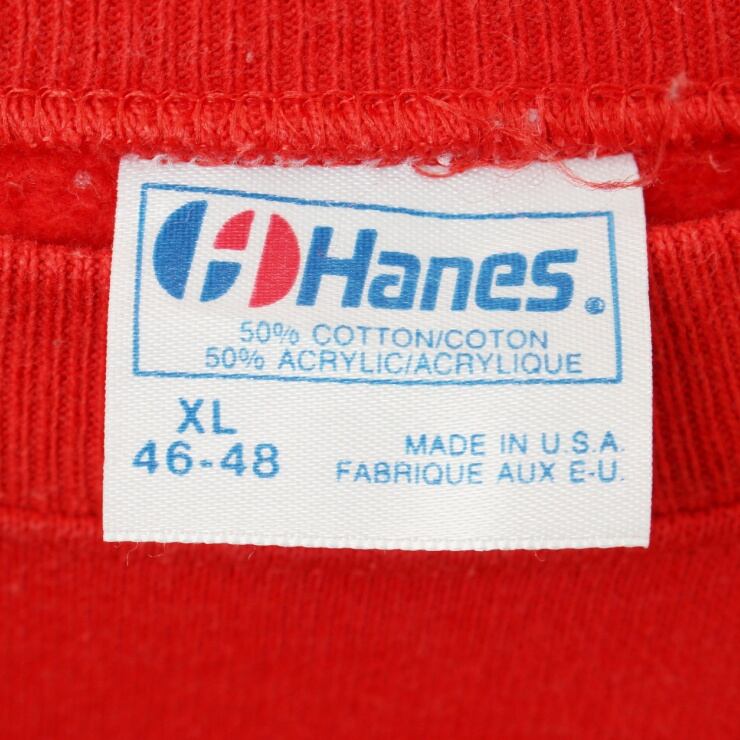 Hanes®
50% COTTON/COTON
50% ACRYLIC/ACRYLIQUE
XL
46-48
MADE IN U.S.A.
FABRIQUE AUX E-U.